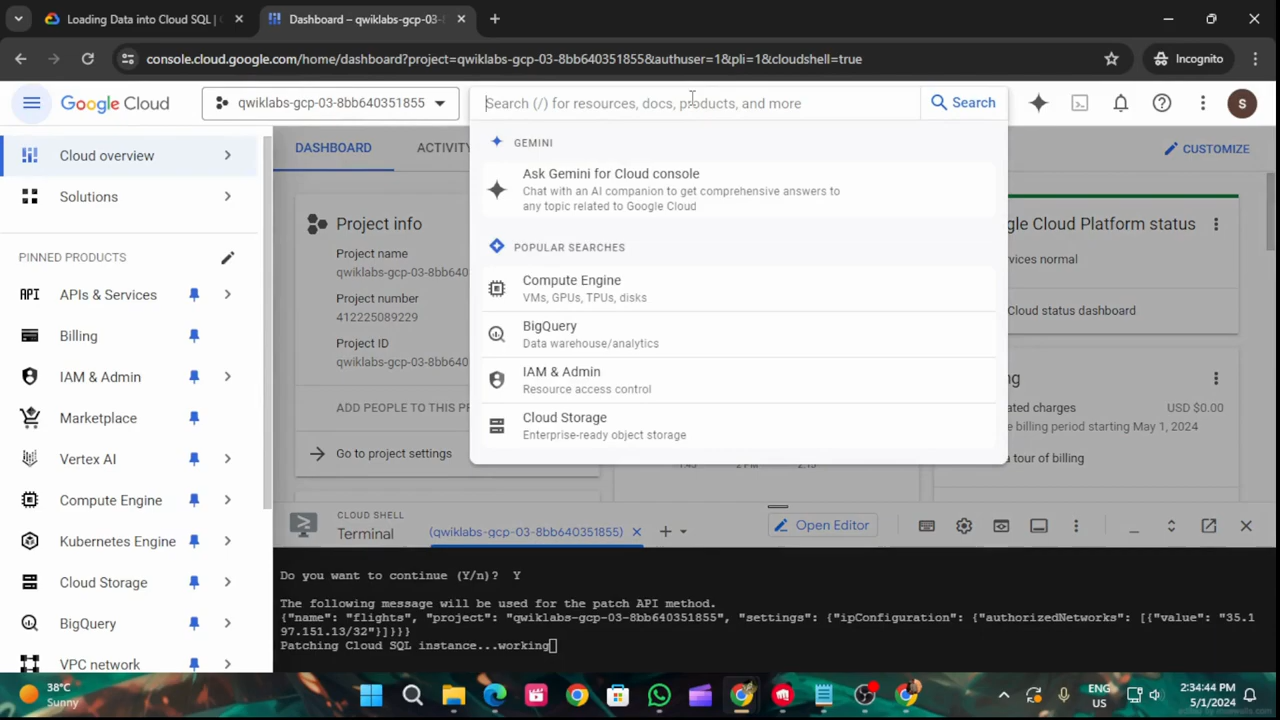 Loading Data into Cloud SQL | 
Dashboard – qwiklabs-gcp-03-
console.cloud.google.com/home/dashboard?project=qwiklabs-gcp-03-8bb640351855&authuser=1&pli=1&cloudshell=true
Incognito
Google Cloud
qwiklabs-gcp-03-8bb640351855
Search (/) for resources, docs, products, and more
Search
S
Cloud overview
Solutions
PINNED PRODUCTS
API APIs & Services
Billing
IAM & Admin
Marketplace
Vertex AI
Compute Engine
Kubernetes Engine
Cloud Storage
BigQuery
VPC network
DASHBOARD
ACTIVITY
CUSTOMIZE
Project info
Project name
qwiklabs-gcp-03-8bb640
Project number
412225089229
Project ID
qwiklabs-gcp-03-8bb640351855
ADD PEOPLE TO THIS PR
Go to project settings
GEMINI
Ask Gemini for Cloud console
Chat with an AI companion to get comprehensive answers to
any topic related to Google Cloud
POPULAR SEARCHES
Compute Engine
VMs, GPUs, TPUs, disks
BigQuery
Data warehouse/analytics
IAM & Admin
Resource access control
Cloud Storage
Enterprise-ready object storage
gle Cloud Platform status
rvices normal
Cloud status dashboard
ng
ated charges
USD $0.00
e billing period starting May 1, 2024
a tour of billing
CLOUD SHELL
Terminal
(qwiklabs-gcp-03-8bb640351855)
Open Editor
Do you want to continue (Y/n)?  Y
The following message will be used for the patch API method.
{"name": "flights", "project": "qwiklabs-gcp-03-8bb640351855", "settings": {"ipConfiguration": {"authorizedNetworks": [{"value": "35.1
97.151.13/32"}]}}}
Patching Cloud SQL instance...working
38°C
Sunny
ENG
US
2:34:44 PM
5/1/2024